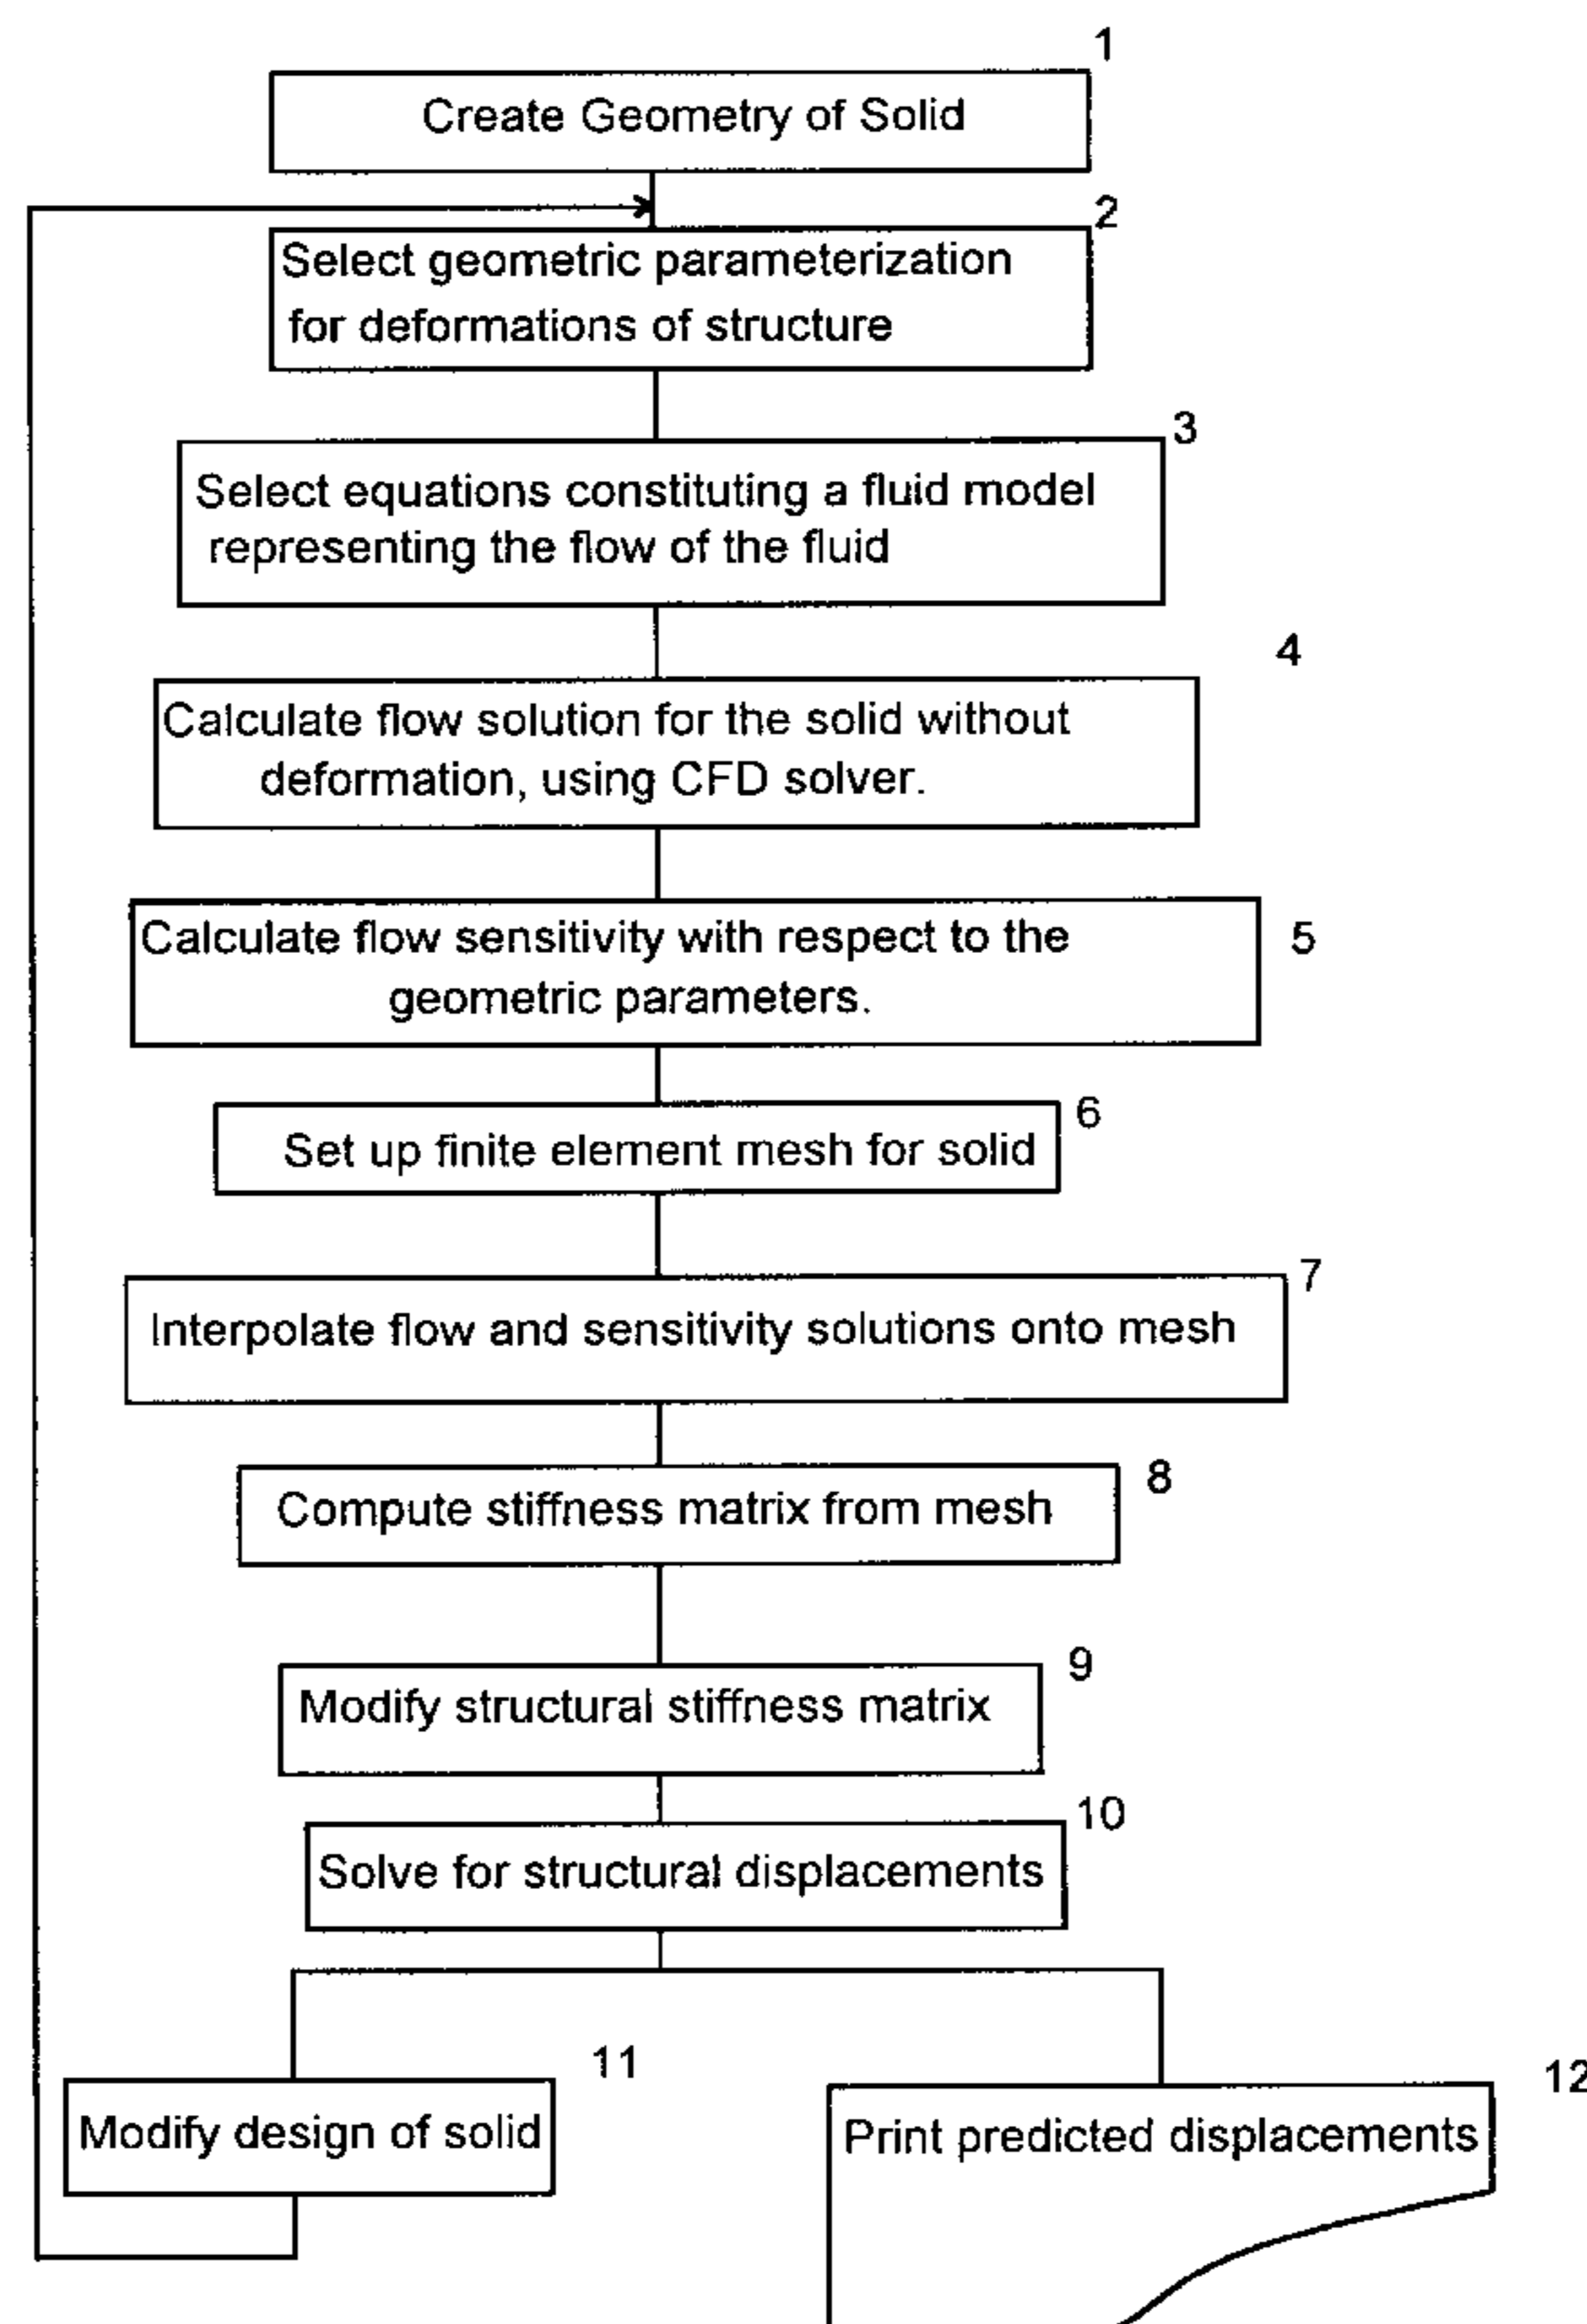 1
Create Geometry of Solid
2
Select geometric parameterization
for deformations of structure
3
Select equations constituting a fluid model
representing the flow of the fluid
4
Calculate flow solution for the solid without
deformation, using CFD solver.
Calculate flow sensitivity with respect to the
5
geometric parameters.
6
Set up finite element mesh for solid
7
Interpolate flow and sensitivity solutions onto mesh
8
Compute stiffness matrix from mesh
9
Modify structural stiffness matrix
10
Solve for structural displacements
11
12
Modify design of solid
Print predicted displacements